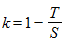 k = 1 − T/S